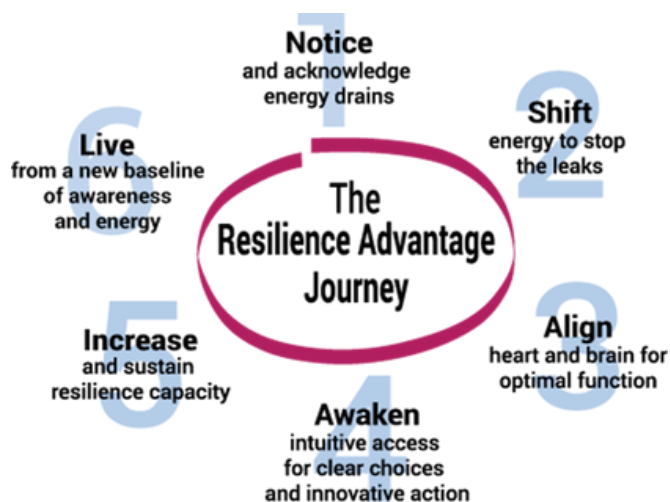 The
Resilience Advantage
Journey
1
Notice
and acknowledge
energy drains
2
Shift
energy to stop
the leaks
3
Align
heart and brain for
optimal function
4
Awaken
intuitive access
for clear choices
and innovative action
5
Increase
and sustain
resilience capacity
6
Live
from a new baseline
of awareness
and energy